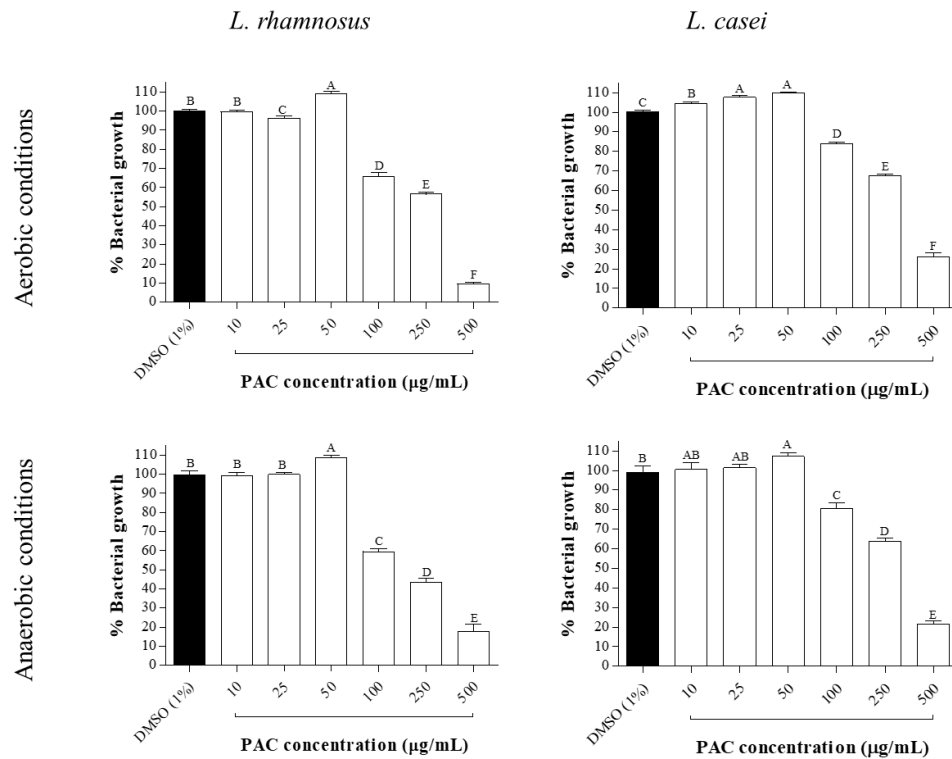 L. rhamnosus
L. casei
Aerobic conditions
% Bacterial growth
110
100
90
80
70
60
50
40
30
20
10
0
B
B
C
A
D
E
F
DMSO (1%)
10
25
50
100
250
500
PAC concentration (µg/mL)
% Bacterial growth
110
100
90
80
70
60
50
40
30
20
10
0
C
B
A
A
D
E
F
DMSO (1%)
10
25
50
100
250
500
PAC concentration (µg/mL)
Anaerobic conditions
% Bacterial growth
110
100
90
80
70
60
50
40
30
20
10
0
B
B
B
A
C
D
E
DMSO (1%)
10
25
50
100
250
500
PAC concentration (µg/mL)
% Bacterial growth
110
100
90
80
70
60
50
40
30
20
10
0
B
AB
AB
A
C
D
E
DMSO (1%)
10
25
50
100
250
500
PAC concentration (µg/mL)